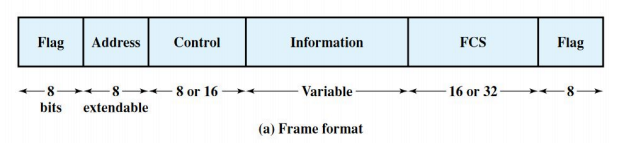 Flag Address Control Information FCS Flag
8 8 8 or 16 Variable 16 or 32 8
bits extendable
(a) Frame format